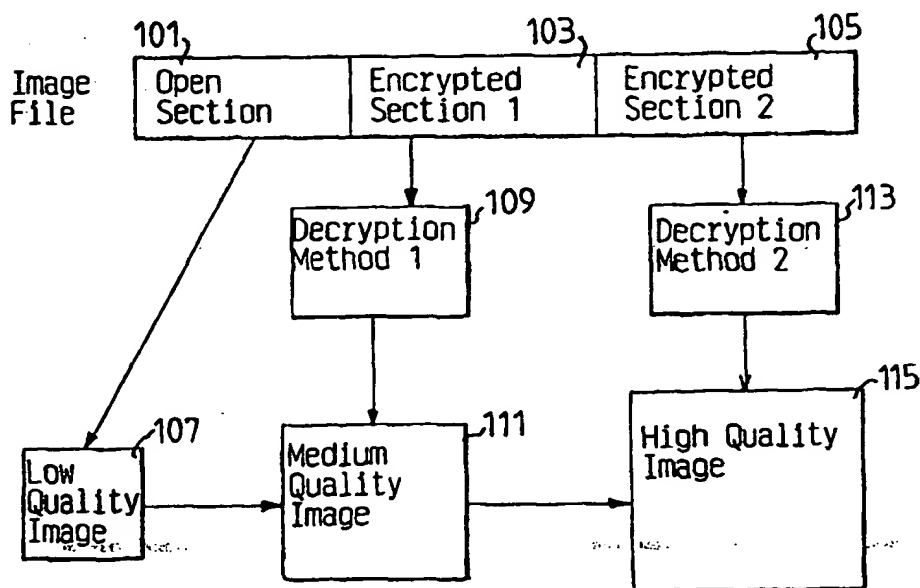 101
103
105
Image
File
Open
Section
Encrypted
Section 1
Encrypted
Section 2
109
113
Decryption
Method 1
Decryption
Method 2
107
111
115
Low
Quality
Image
Medium
Quality
Image
High Quality
Image